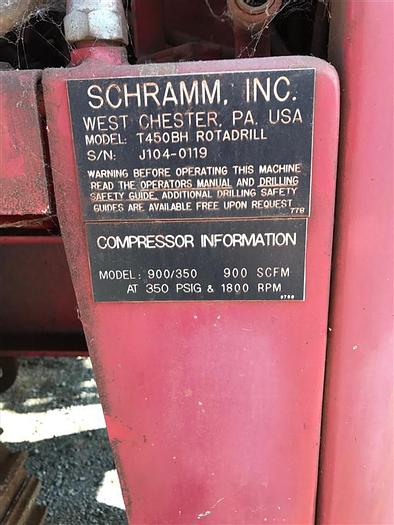 SCHRAMM, INC.
WEST CHESTER, PA. USA
MODEL: T450BH ROTADRILL
S/N: J104-0119
WARNING BEFORE OPERATING THIS MACHINE
READ THE OPERATORS MANUAL AND DRILLING
SAFETY GUIDE. ADDITIONAL DRILLING SAFETY
GUIDES ARE AVAILABLE FREE UPON REQUEST
778
COMPRESSOR INFORMATION
MODEL: 900/350 900 SCFM
AT 350 PSIG & 1800 RPM